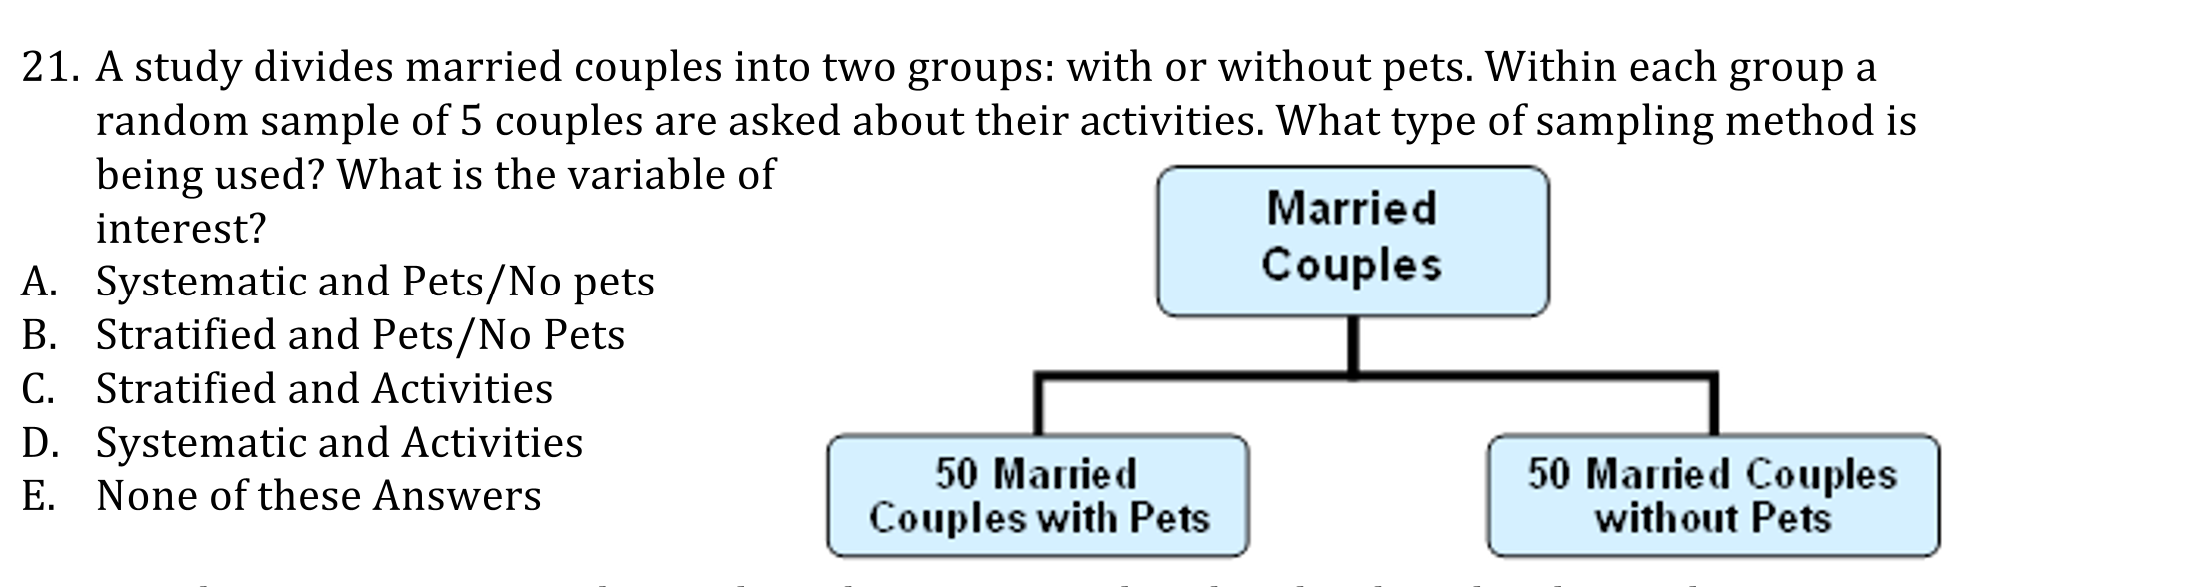 21. A study divides married couples into two groups: with or without pets. Within each group a
random sample of 5 couples are asked about their activities. What type of sampling method is
being used? What is the variable of
interest?
A. Systematic and Pets/No pets
B. Stratified and Pets/No Pets
C. Stratified and Activities
D. Systematic and Activities
E. None of these Answers
Married
Couples
50 Married
Couples with Pets
50 Married Couples
without Pets